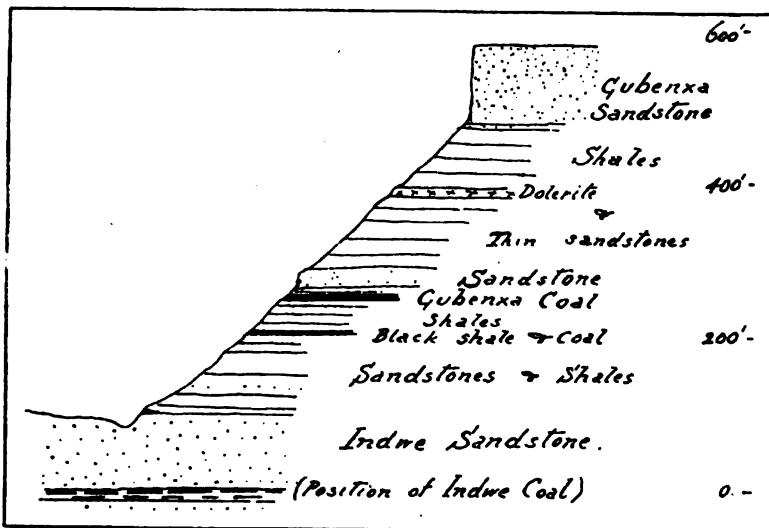 600'-
Gubenxa
Sandstone
Shales
Dolerite 400'-
&
Thin sandstones
Sandstone
Gubenxa Coal
Shales
Black shale & Coal 200'-
Sandstones & Shales
Indwe Sandstone.
(Position of Indwe Coal) 0.-